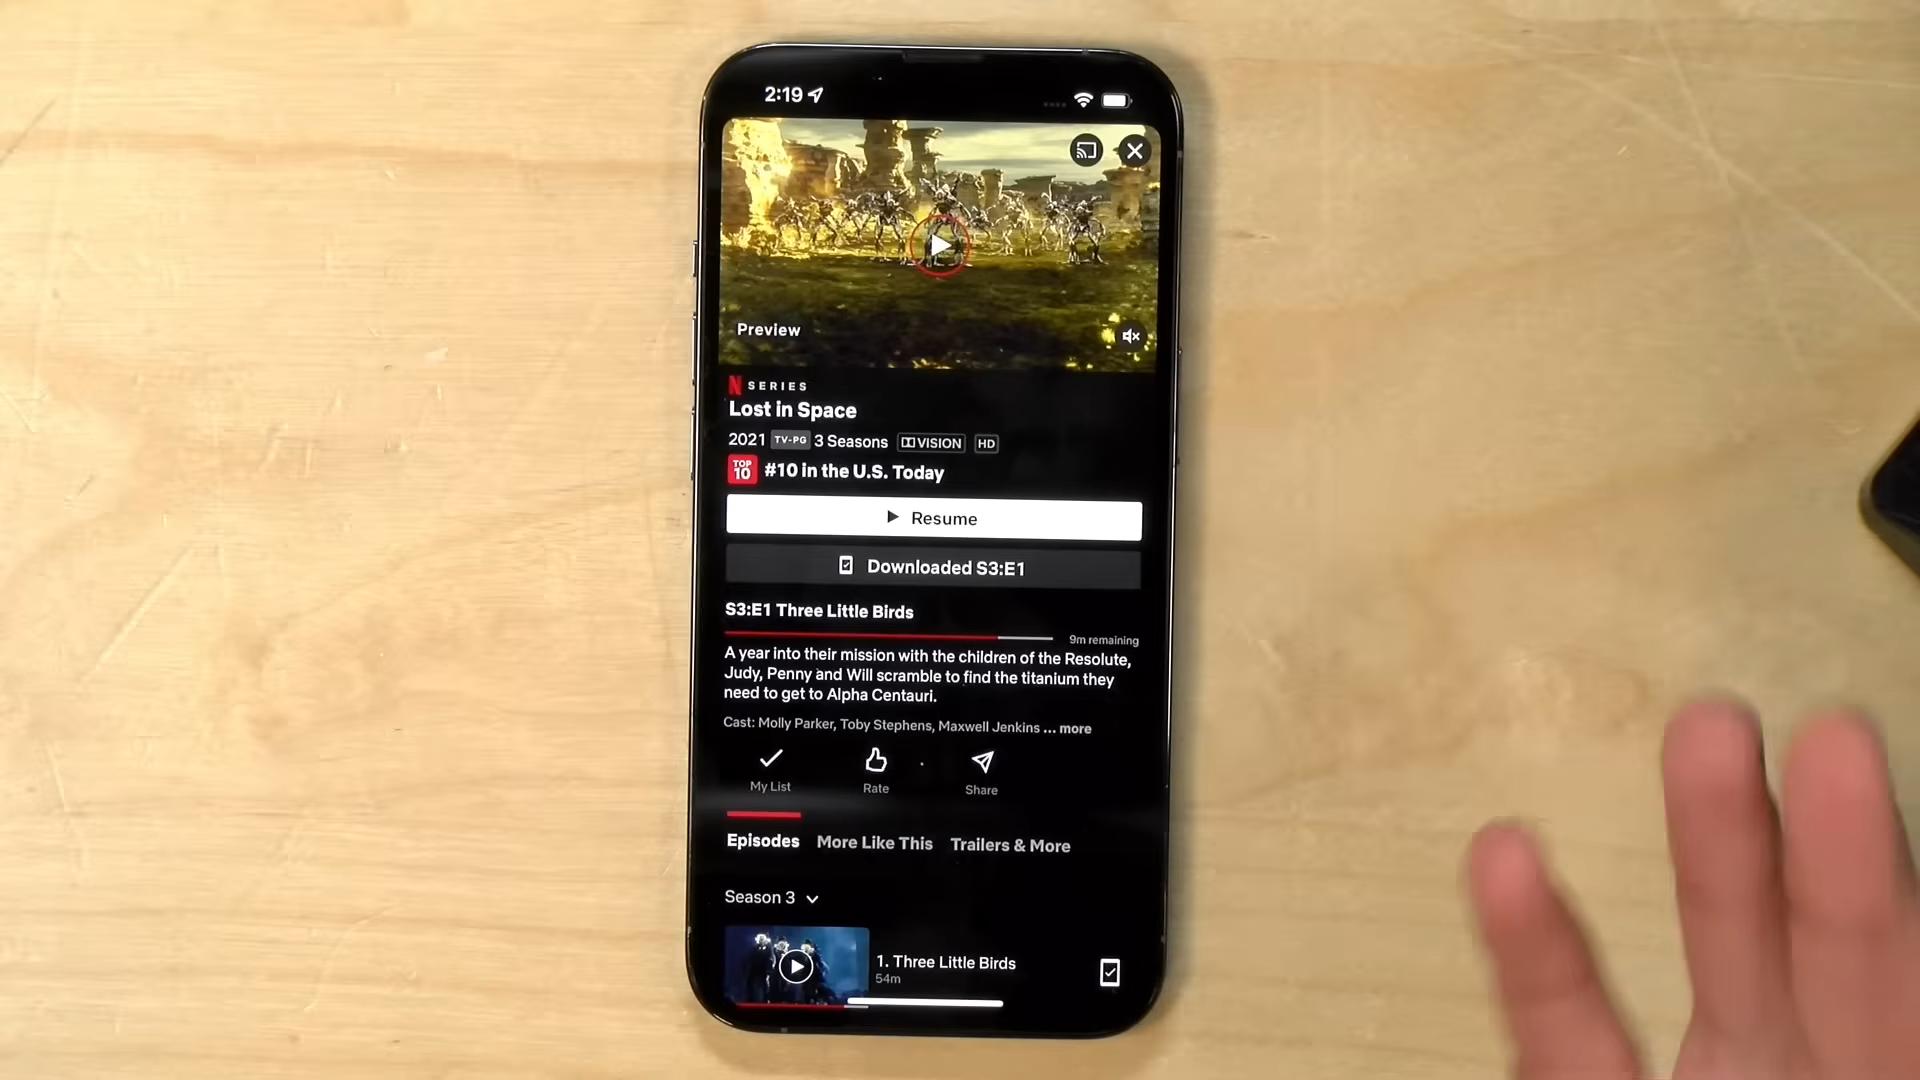 2:19
Preview
N SERIES
Lost in Space
2021 TV-PG 3 Seasons VISION HD
TOP 10 #10 in the U.S. Today
Resume
Downloaded S3:E1
S3:E1 Three Little Birds
9m remaining
A year into their mission with the children of the Resolute,
Judy, Penny and Will scramble to find the titanium they
need to get to Alpha Centauri.
Cast: Molly Parker, Toby Stephens, Maxwell Jenkins ... more
My List Rate Share
Episodes More Like This Trailers & More
Season 3
1. Three Little Birds
54m